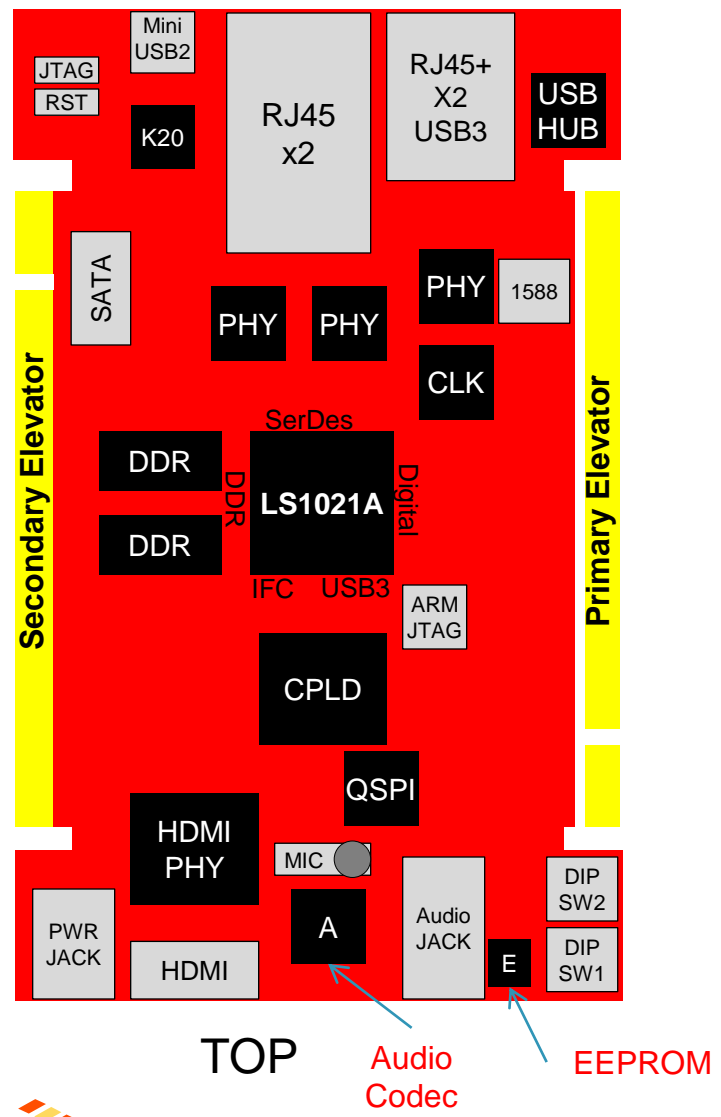 Mini
USB2
JTAG
RST
K20
RJ45
x2
RJ45+
X2
USB3
USB
HUB
SATA
PHY
PHY
PHY
1588
CLK
Secondary Elevator
Primary Elevator
SerDes
DDR
DDR
DDR
LS1021A
Digital
IFC
USB3
ARM
JTAG
CPLD
QSPI
HDMI
PHY
MIC
PWR
JACK
HDMI
A
Audio
JACK
E
DIP
SW2
DIP
SW1
TOP
Audio
Codec
EEPROM